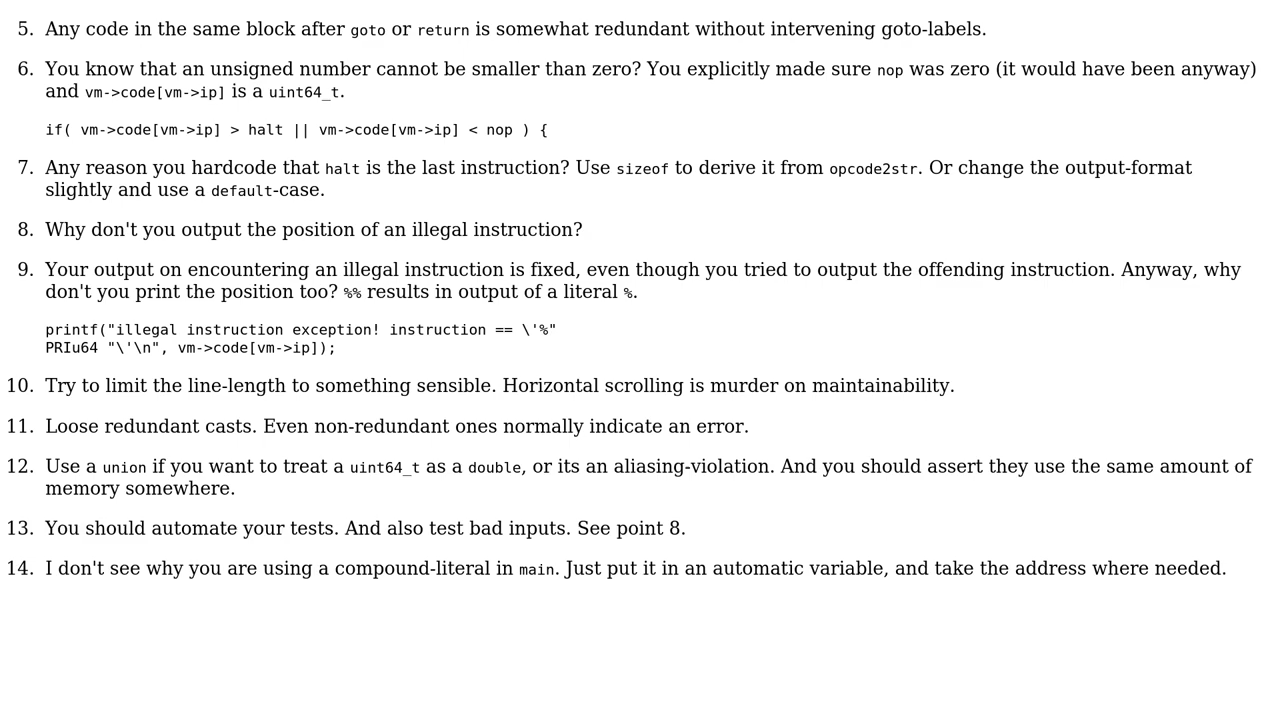 5. Any code in the same block after goto or return is somewhat redundant without intervening goto-labels.
6. You know that an unsigned number cannot be smaller than zero? You explicitly made sure nop was zero (it would have been anyway)
and vm->code[vm->ip] is a uint64_t.
if( vm->code[vm->ip] > halt || vm->code[vm->ip] < nop ) {
7. Any reason you hardcode that halt is the last instruction? Use sizeof to derive it from opcode2str. Or change the output-format
slightly and use a default-case.
8. Why don't you output the position of an illegal instruction?
9. Your output on encountering an illegal instruction is fixed, even though you tried to output the offending instruction. Anyway, why
don't you print the position too? %% results in output of a literal %.
printf("illegal instruction exception! instruction == \'%"
PRIu64 "\'\n", vm->code[vm->ip]);
10. Try to limit the line-length to something sensible. Horizontal scrolling is murder on maintainability.
11. Loose redundant casts. Even non-redundant ones normally indicate an error.
12. Use a union if you want to treat a uint64_t as a double, or its an aliasing-violation. And you should assert they use the same amount of
memory somewhere.
13. You should automate your tests. And also test bad inputs. See point 8.
14. I don't see why you are using a compound-literal in main. Just put it in an automatic variable, and take the address where needed.